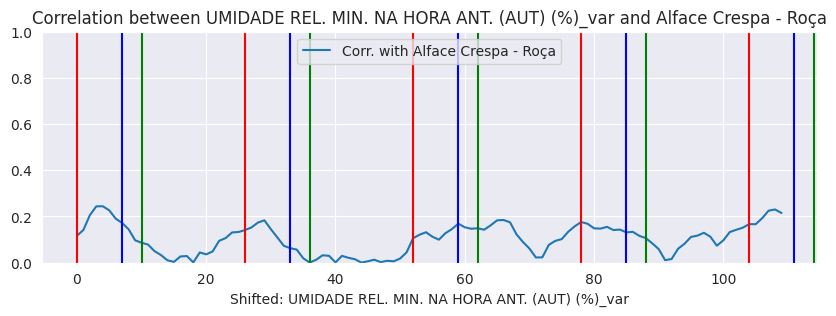 Correlation between UMIDADE REL. MIN. NA HORA ANT. (AUT) (%)_var and Alface Crespa - Roça
Corr. with Alface Crespa - Roça
1.0
0.8
0.6
0.4
0.2
0.0
0 20 40 60 80 100
Shifted: UMIDADE REL. MIN. NA HORA ANT. (AUT) (%)_var